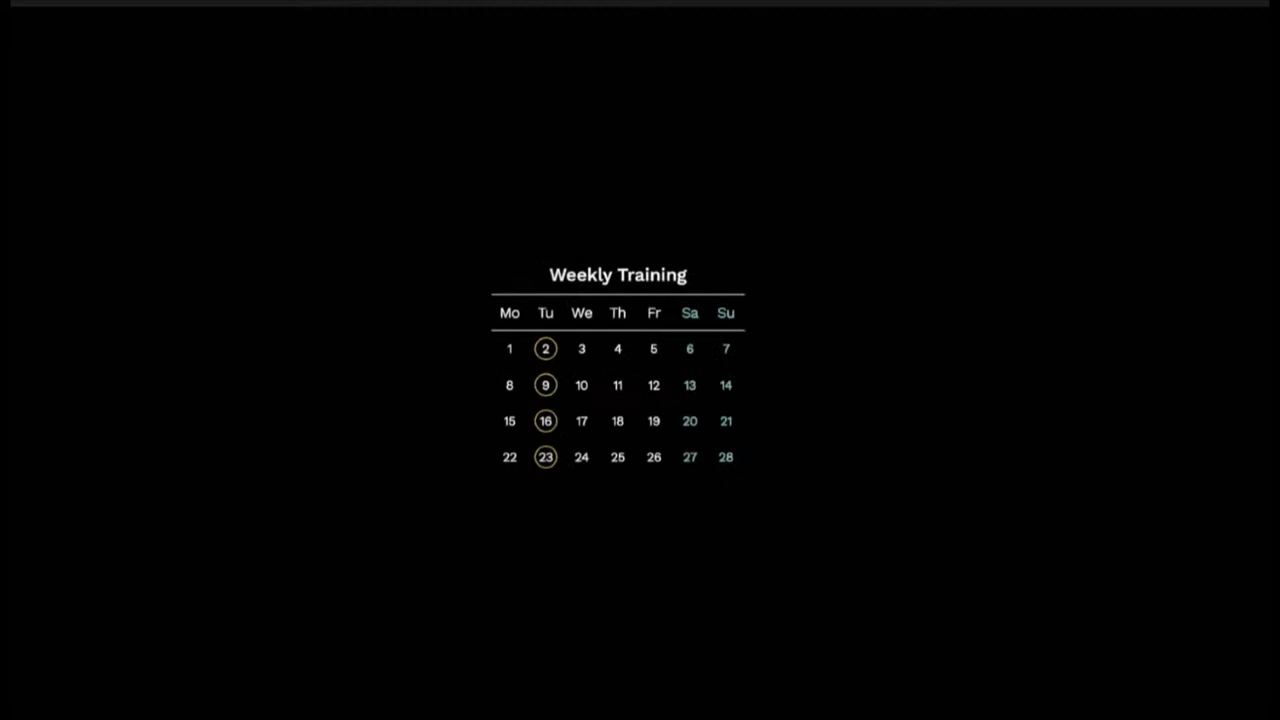 Weekly Training
Mo Tu We Th Fr Sa Su
1 2 3 4 5 6 7
8 9 10 11 12 13 14
15 16 17 18 19 20 21
22 23 24 25 26 27 28